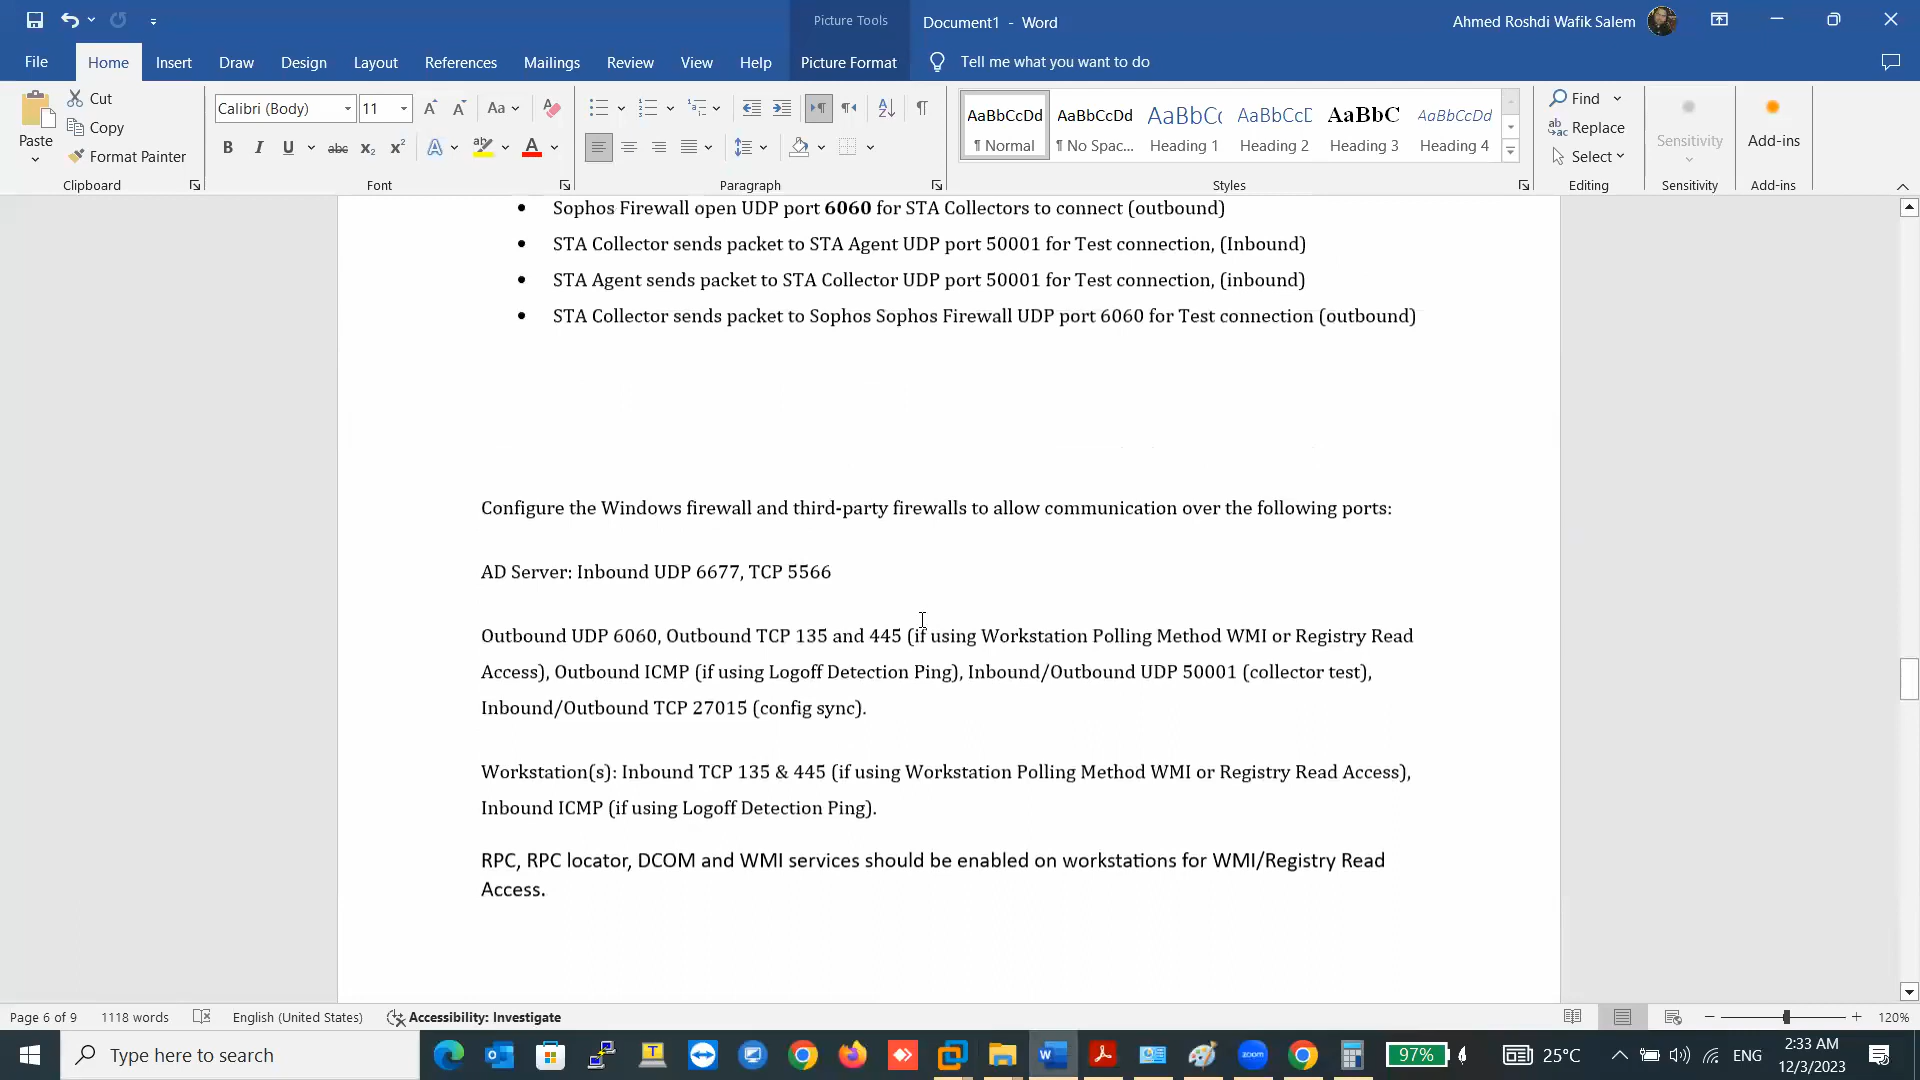 Picture Tools
Document1 - Word
Ahmed Roshdi Wafik Salem
File Home Insert Draw Design Layout References Mailings Review View Help Picture Format Tell me what you want to do
Paste
Cut
Copy
Format Painter
Clipboard
Calibri (Body) 11
Font
Paragraph
AaBbCcDd AaBbCcDd AaBbCc AaBbCcD AaBbC AaBbCcDd
¶ Normal ¶ No Spac... Heading 1 Heading 2 Heading 3 Heading 4
Styles
Find
Replace
Select
Editing
Sensitivity
Sensitivity
Add-ins
Add-ins
• Sophos Firewall open UDP port 6060 for STA Collectors to connect (outbound)
• STA Collector sends packet to STA Agent UDP port 50001 for Test connection, (Inbound)
• STA Agent sends packet to STA Collector UDP port 50001 for Test connection, (inbound)
• STA Collector sends packet to Sophos Sophos Firewall UDP port 6060 for Test connection (outbound)
Configure the Windows firewall and third-party firewalls to allow communication over the following ports:
AD Server: Inbound UDP 6677, TCP 5566
Outbound UDP 6060, Outbound TCP 135 and 445 (if using Workstation Polling Method WMI or Registry Read
Access), Outbound ICMP (if using Logoff Detection Ping), Inbound/Outbound UDP 50001 (collector test),
Inbound/Outbound TCP 27015 (config sync).
Workstation(s): Inbound TCP 135 & 445 (if using Workstation Polling Method WMI or Registry Read Access),
Inbound ICMP (if using Logoff Detection Ping).
RPC, RPC locator, DCOM and WMI services should be enabled on workstations for WMI/Registry Read
Access.
Page 6 of 9 1118 words English (United States) Accessibility: Investigate 120%
Type here to search
zoom
97%
25°C
ENG
2:33 AM
12/3/2023